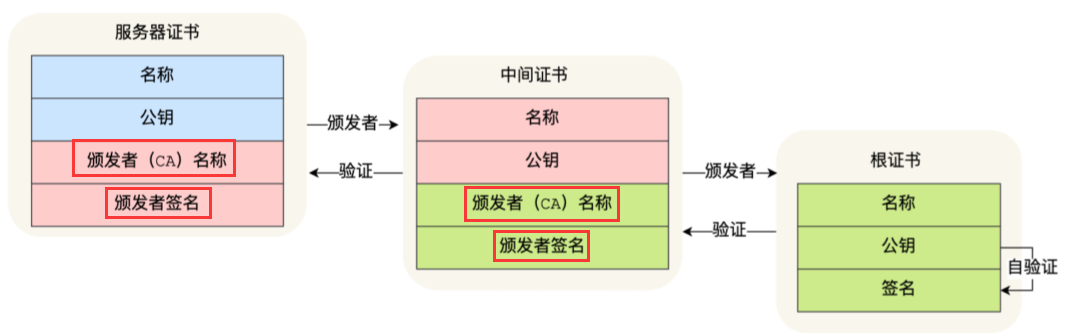 服务器证书
名称
公钥
颁发者（CA）名称
颁发者签名
颁发者
验证
中间证书
名称
公钥
颁发者（CA）名称
颁发者签名
颁发者
验证
根证书
名称
公钥
签名
自验证